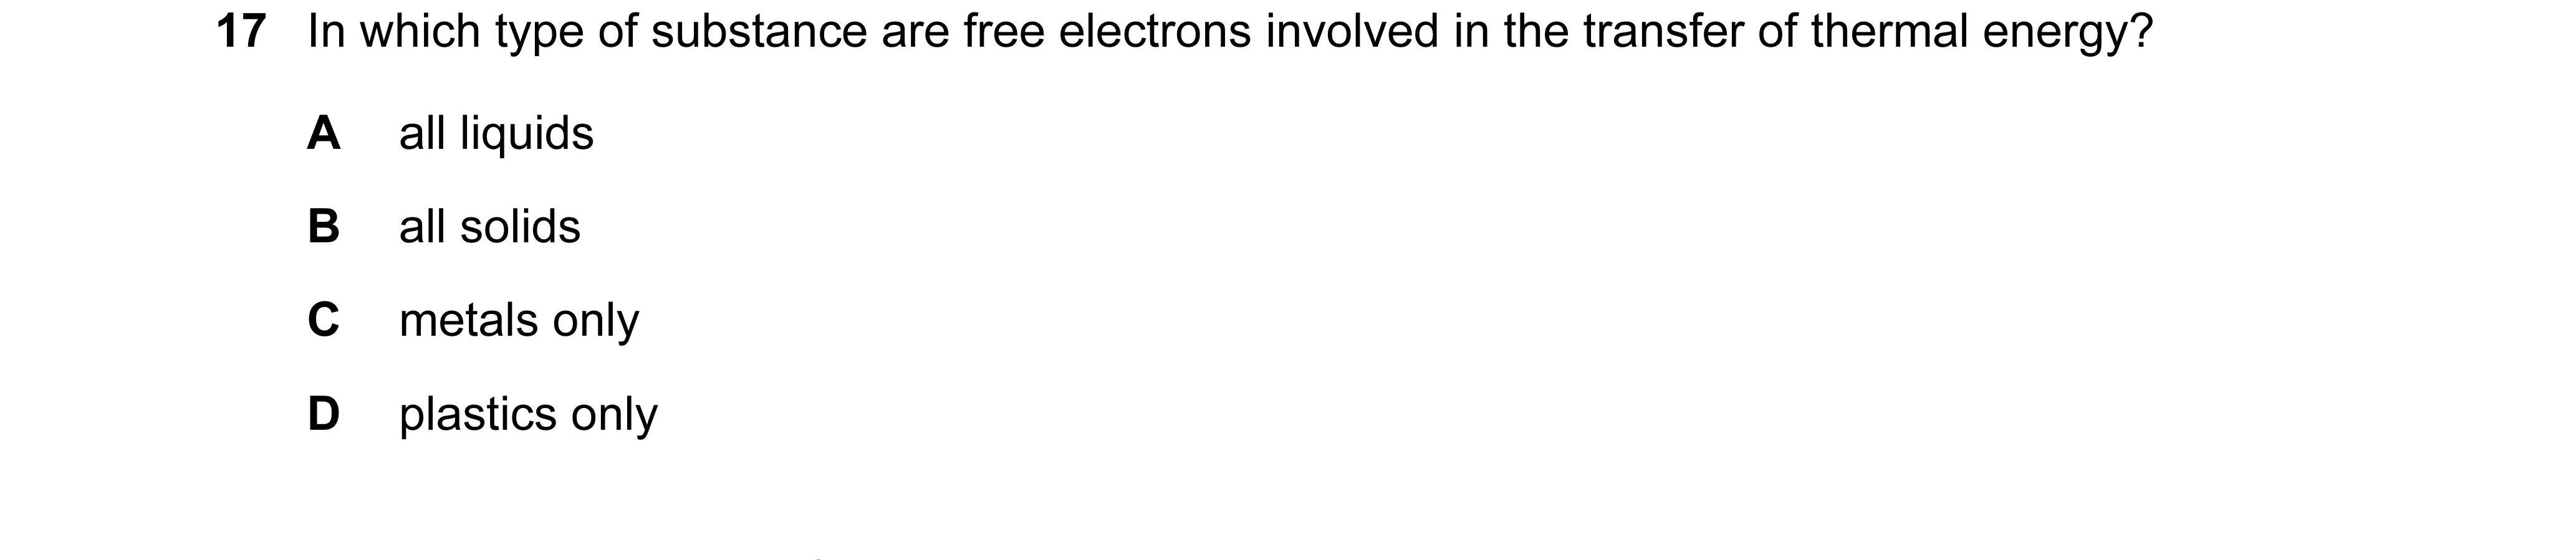 17 In which type of substance are free electrons involved in the transfer of thermal energy?
A all liquids
B all solids
C metals only
D plastics only